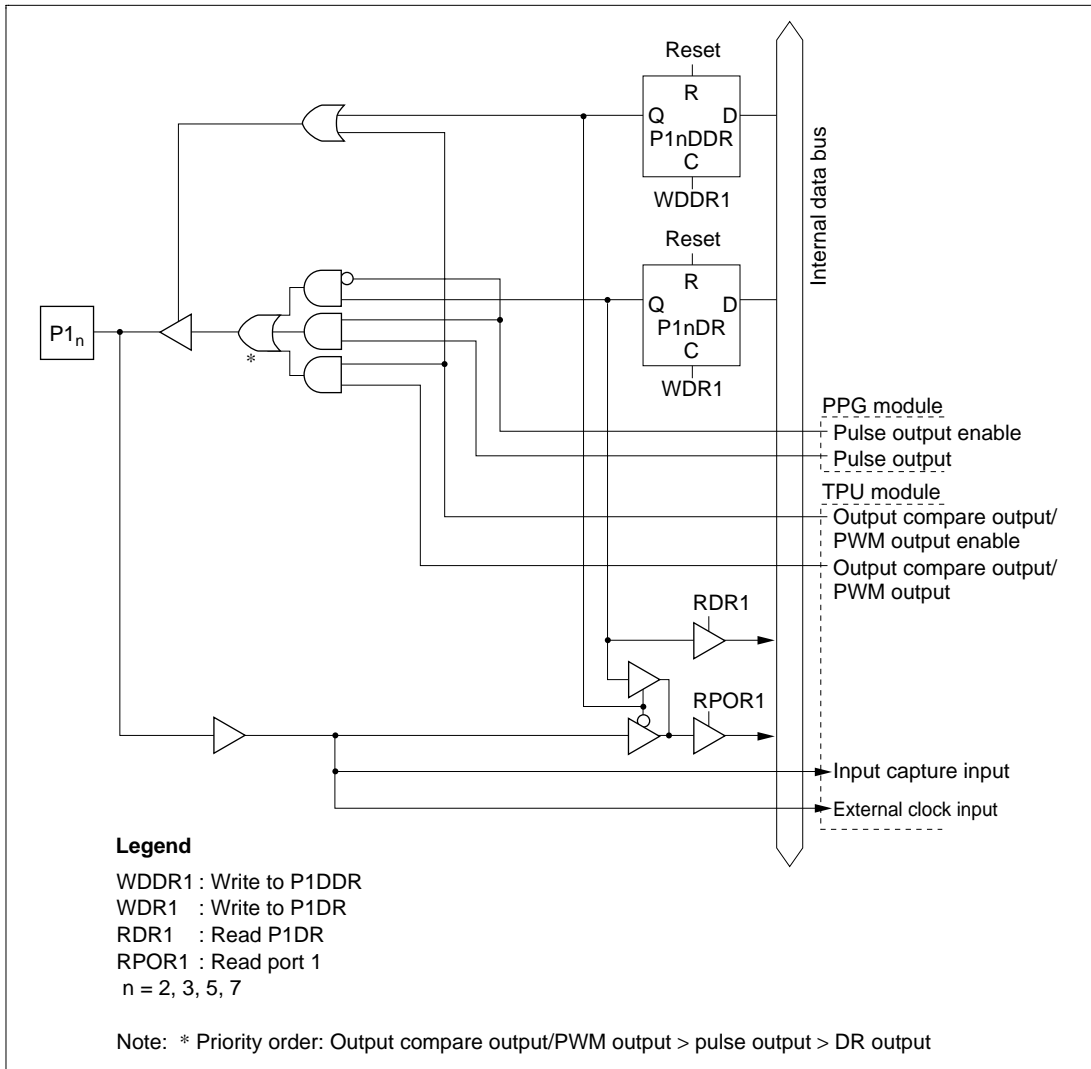 Reset
R
Q D
P1nDDR
C
WDDR1
Internal data bus
Reset
R
Q D
P1nDR
C
WDR1
P1n
*
PPG module
Pulse output enable
Pulse output
TPU module
Output compare output/
PWM output enable
Output compare output/
PWM output
RDR1
RPOR1
Input capture input
External clock input
Legend
WDDR1 : Write to P1DDR
WDR1 : Write to P1DR
RDR1 : Read P1DR
RPOR1 : Read port 1
n = 2, 3, 5, 7
Note: * Priority order: Output compare output/PWM output > pulse output > DR output